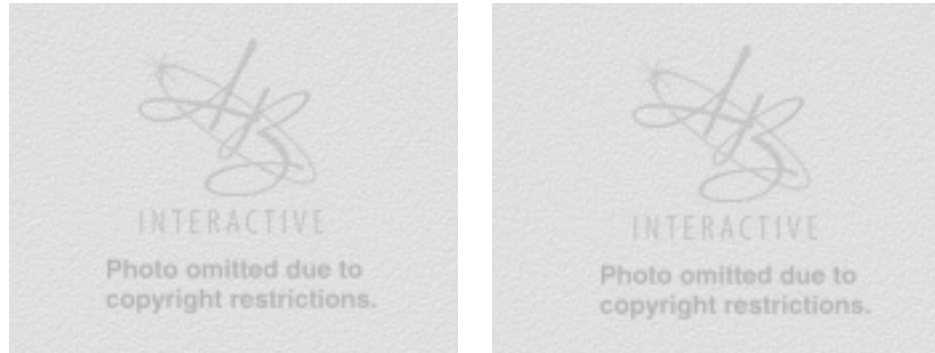 INTERACTIVE
Photo omitted due to
copyright restrictions.
INTERACTIVE
Photo omitted due to
copyright restrictions.